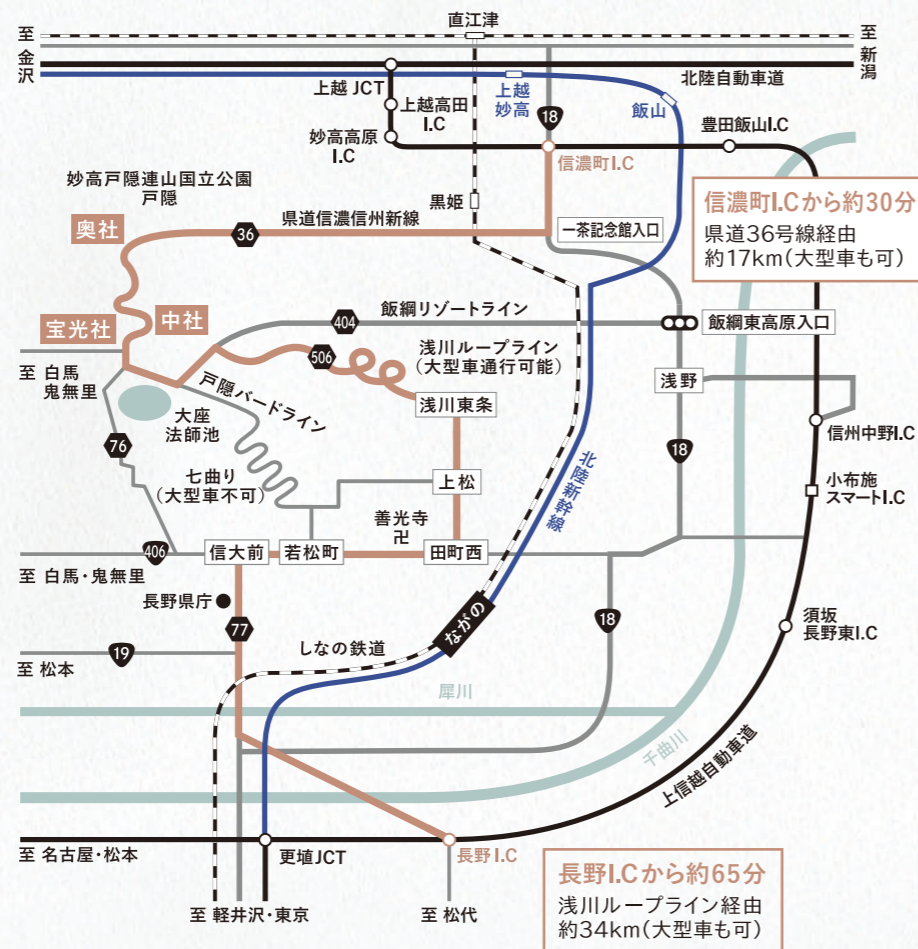 直江津
至 金沢
至 新潟
北陸自動車道
上越JCT
上越妙高
飯山
上越高田I.C
18
妙高高原I.C
豊田飯山I.C
信濃町I.C
妙高戸隠連山国立公園
戸隠
黒姫
信濃町I.Cから約30分
県道36号線経由
約17km(大型車も可)
奥社
36
県道信濃信州新線
一茶記念館入口
飯綱リゾートライン
宝光社
中社
404
飯綱東高原入口
506
浅川ループライン
(大型車通行可能)
至 白馬
鬼無里
戸隠バードライン
浅野
浅川東条
大座
法師池
信州中野I.C
76
18
北陸新幹線
七曲り
(大型車不可)
上松
小布施
スマートI.C
善光寺
卍
406
信大前
若松町
田町西
至 白馬・鬼無里
長野県庁
ながの
18
須坂
長野東I.C
77
しなの鉄道
19
至 松本
犀川
千曲川
上信越自動車道
至 名古屋・松本
更埴JCT
長野I.C
長野I.Cから約65分
浅川ループライン経由
約34km(大型車も可)
至 軽井沢・東京
至 松代